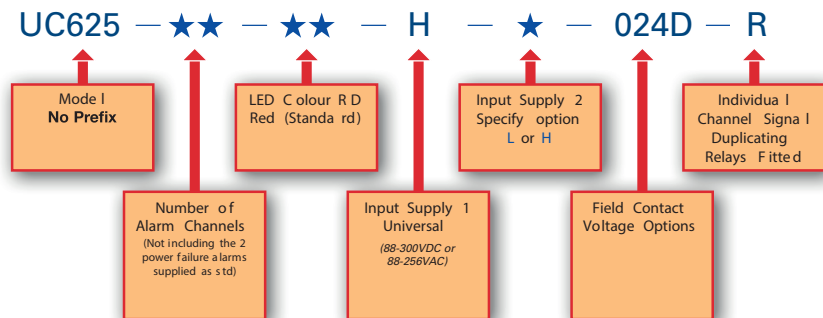 UC625 — ★★ — ★★ — H — ★ — 024D — R
Model
No Prefix
LED Colour RD
Red (Standard)
Input Supply 2
Specify option
L or H
Individual
Channel Signal
Duplicating
Relays Fitted
Number of
Alarm Channels
(Not including the 2
power failure alarms
supplied as std)
Input Supply 1
Universal
(88-300VDC or
88-256VAC)
Field Contact
Voltage Options